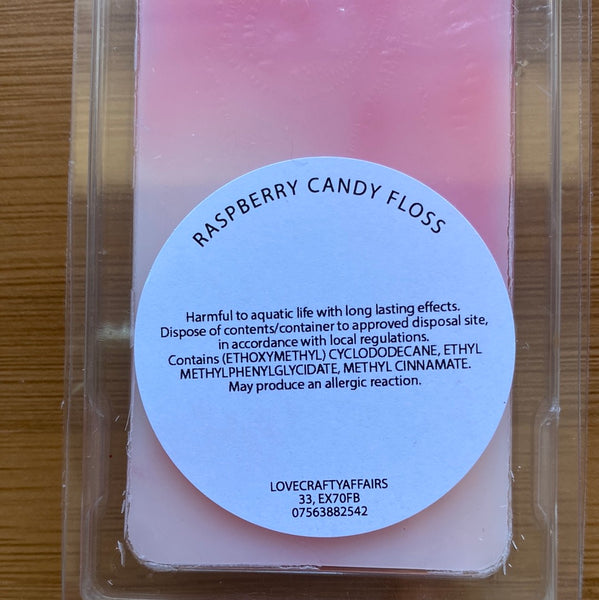 RASPBERRY CANDY FLOSS
Harmful to aquatic life with long lasting effects.
Dispose of contents/container to approved disposal site,
in accordance with local regulations.
Contains (ETHOXYMETHYL) CYCLODODECANE, ETHYL
METHYLPHENYLGLYCIDATE, METHYL CINNAMATE.
May produce an allergic reaction.
LOVECRAFTYAFFAIRS
33, EX70FB
07563882542